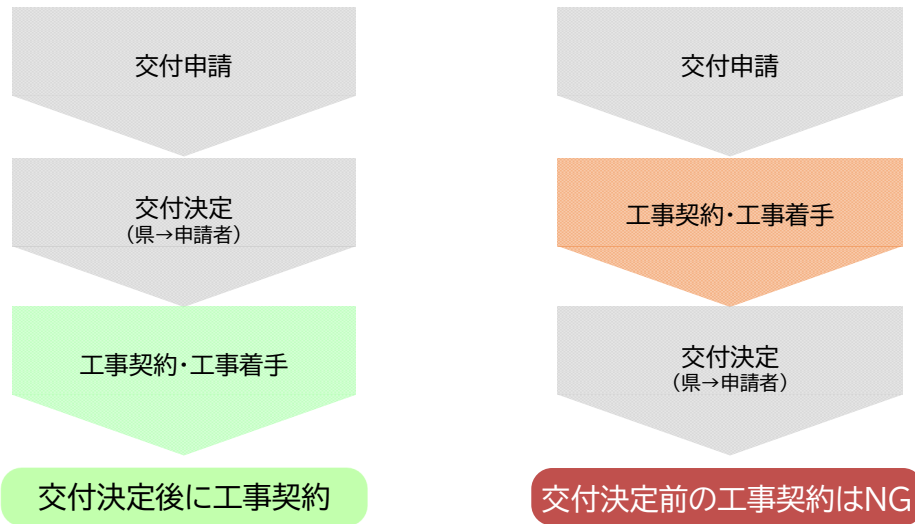 交付申請
交付決定
（県→申請者）
工事契約・工事着手
交付決定後に工事契約
交付申請
工事契約・工事着手
交付決定
（県→申請者）
交付決定前の工事契約はNG